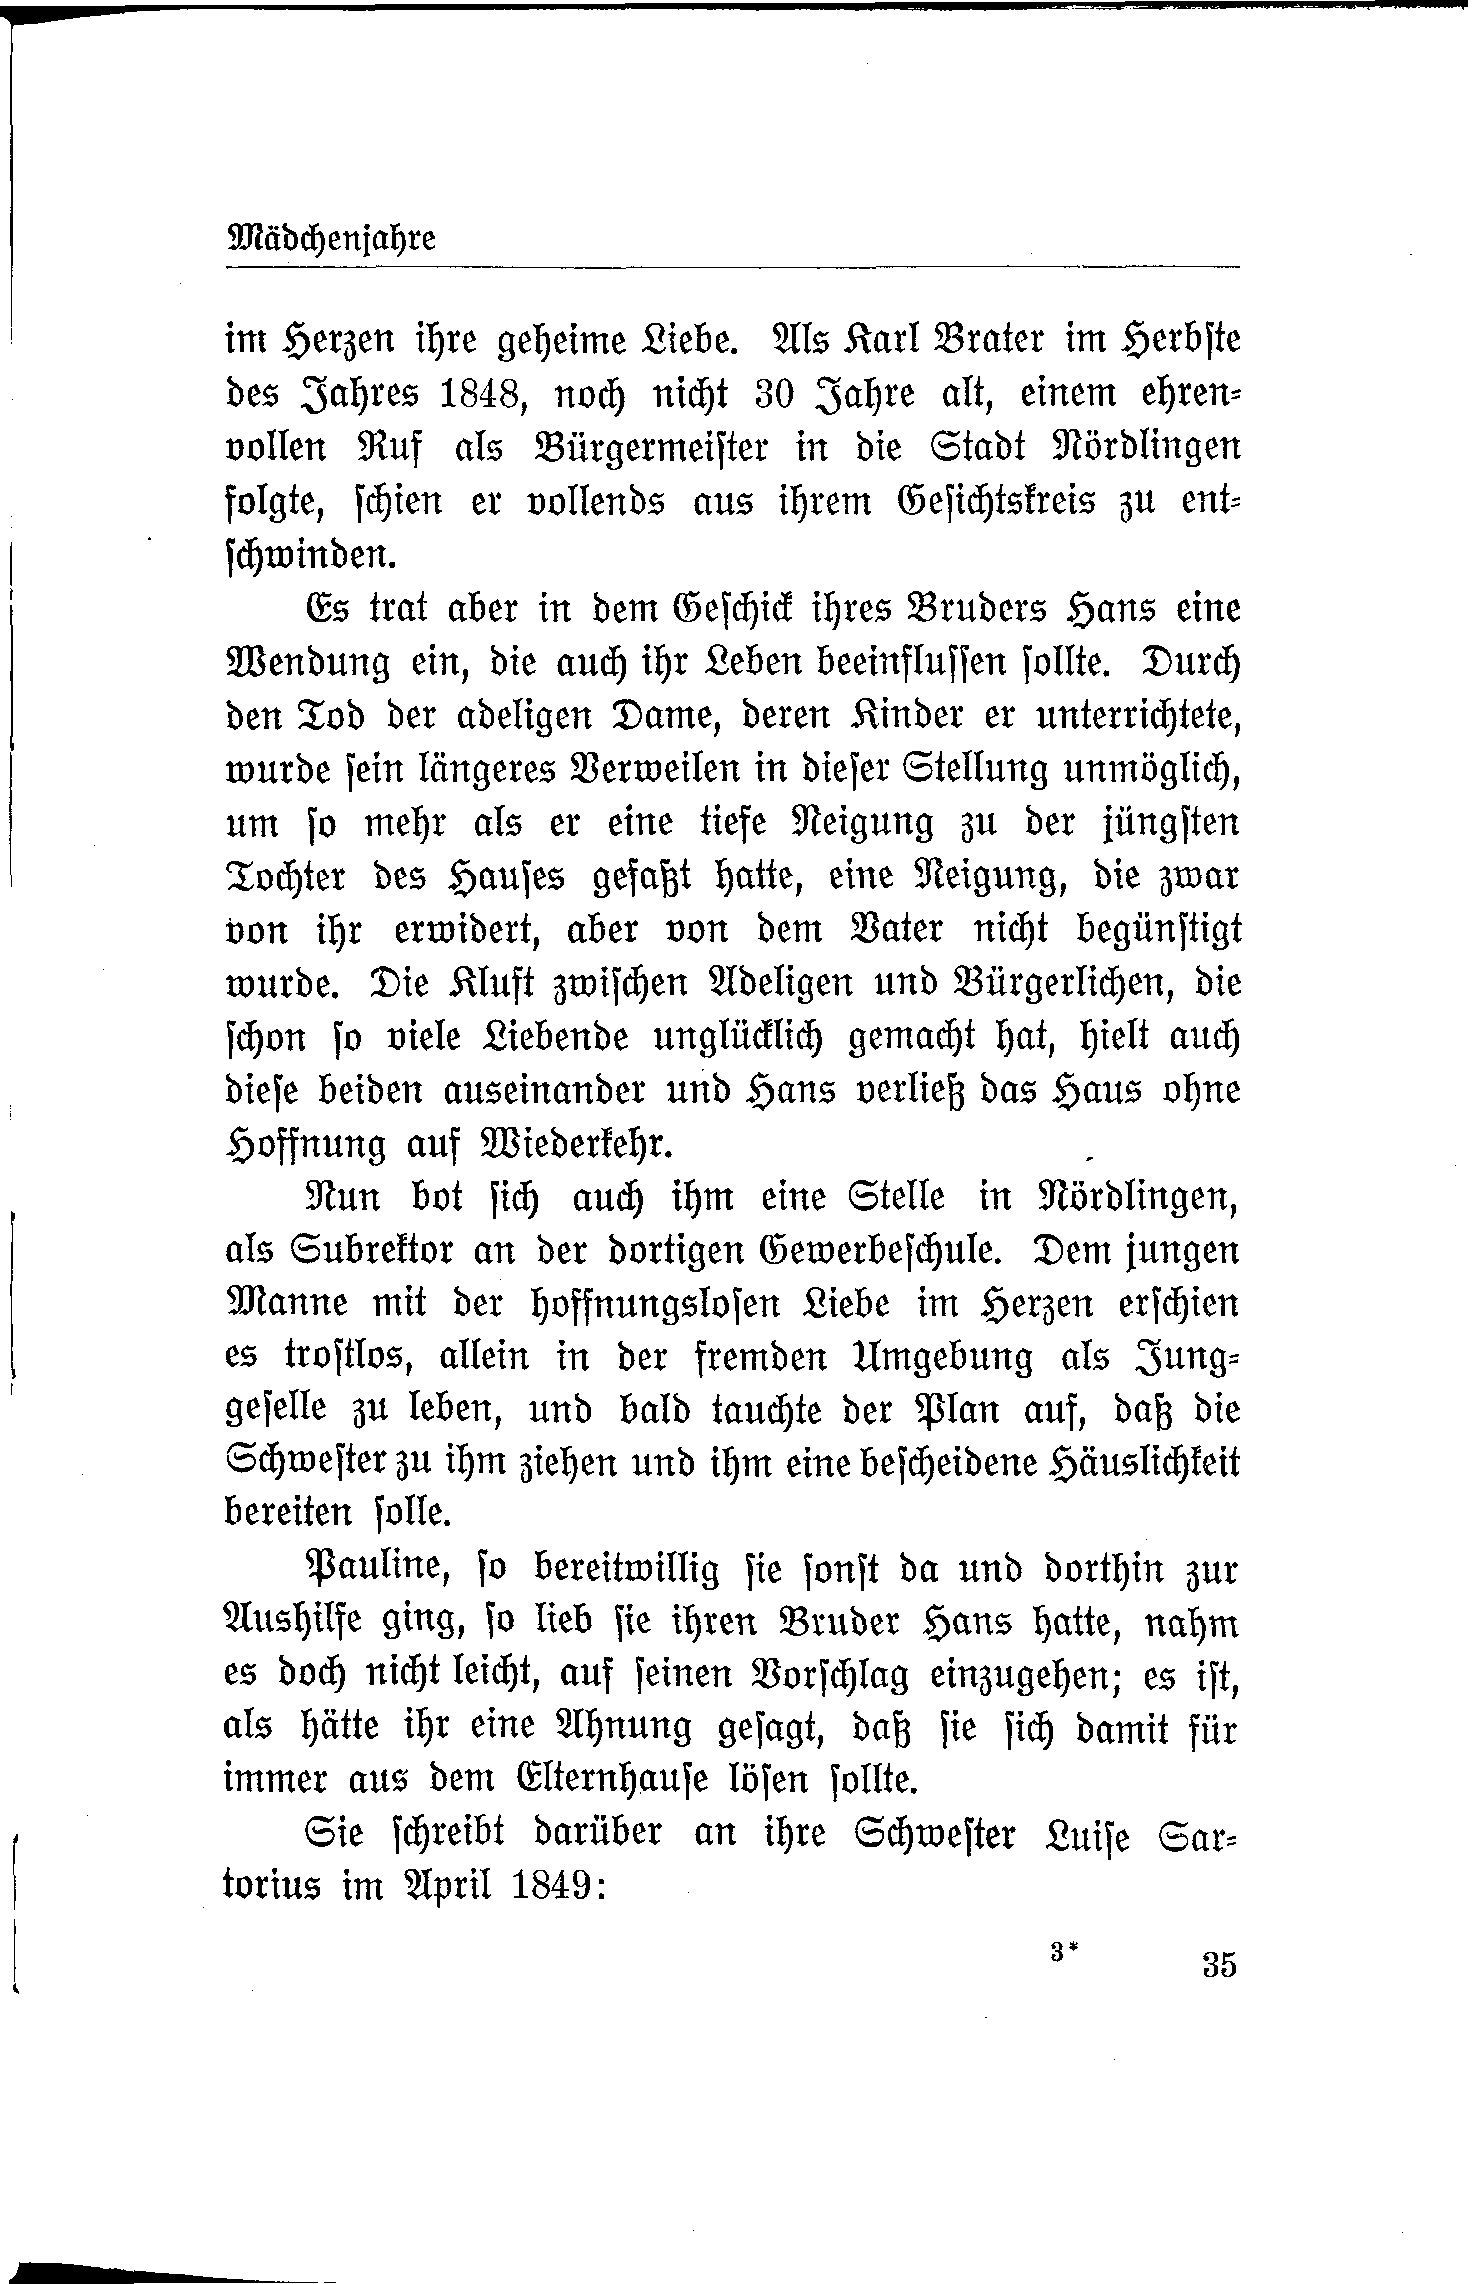 Mädchenjahre
im Herzen ihre geheime Liebe. Als Karl Brater im Herbste
des Jahres 1848, noch nicht 30 Jahre alt, einem ehren-
vollen Ruf als Bürgermeister in die Stadt Nördlingen
folgte, schien er vollends aus ihrem Gesichtskreis zu ent-
schwinden.
Es trat aber in dem Geschick ihres Bruders Hans eine
Wendung ein, die auch ihr Leben beeinflussen sollte. Durch
den Tod der adeligen Dame, deren Kinder er unterrichtete,
wurde sein längeres Verweilen in dieser Stellung unmöglich,
um so mehr als er eine tiefe Neigung zu der jüngsten
Tochter des Hauses gefaßt hatte, eine Neigung, die zwar
von ihr erwidert, aber von dem Vater nicht begünstigt
wurde. Die Kluft zwischen Adeligen und Bürgerlichen, die
schon so viele Liebende unglücklich gemacht hat, hielt auch
diese beiden auseinander und Hans verließ das Haus ohne
Hoffnung auf Wiederkehr.
Nun bot sich auch ihm eine Stelle in Nördlingen,
als Subrektor an der dortigen Gewerbeschule. Dem jungen
Manne mit der hoffnungslosen Liebe im Herzen erschien
es trostlos, allein in der fremden Umgebung als Jung-
geselle zu leben, und bald tauchte der Plan auf, daß die
Schwester zu ihm ziehen und ihm eine bescheidene Häuslichkeit
bereiten solle.
Pauline, so bereitwillig sie sonst da und dorthin zur
Aushilfe ging, so lieb sie ihren Bruder Hans hatte, nahm
es doch nicht leicht, auf seinen Vorschlag einzugehen; es ist,
als hätte ihr eine Ahnung gesagt, daß sie sich damit für
immer aus dem Elternhause lösen sollte.
Sie schreibt darüber an ihre Schwester Luise Sar-
torius im April 1849:
3*
35